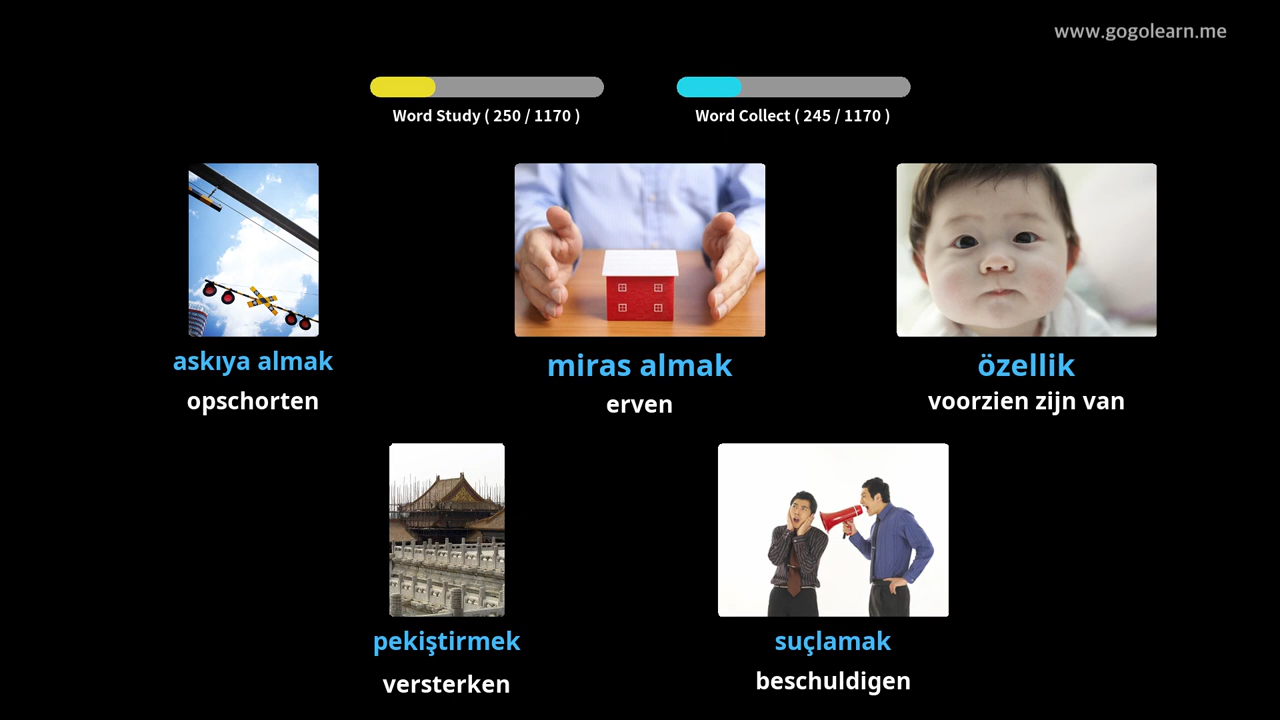 www.gogolearn.me
Word Study ( 250 / 1170 )
Word Collect ( 245 / 1170 )
askıya almak
opschorten
miras almak
erven
özellik
voorzien zijn van
pekiştirmek
versterken
suçlamak
beschuldigen